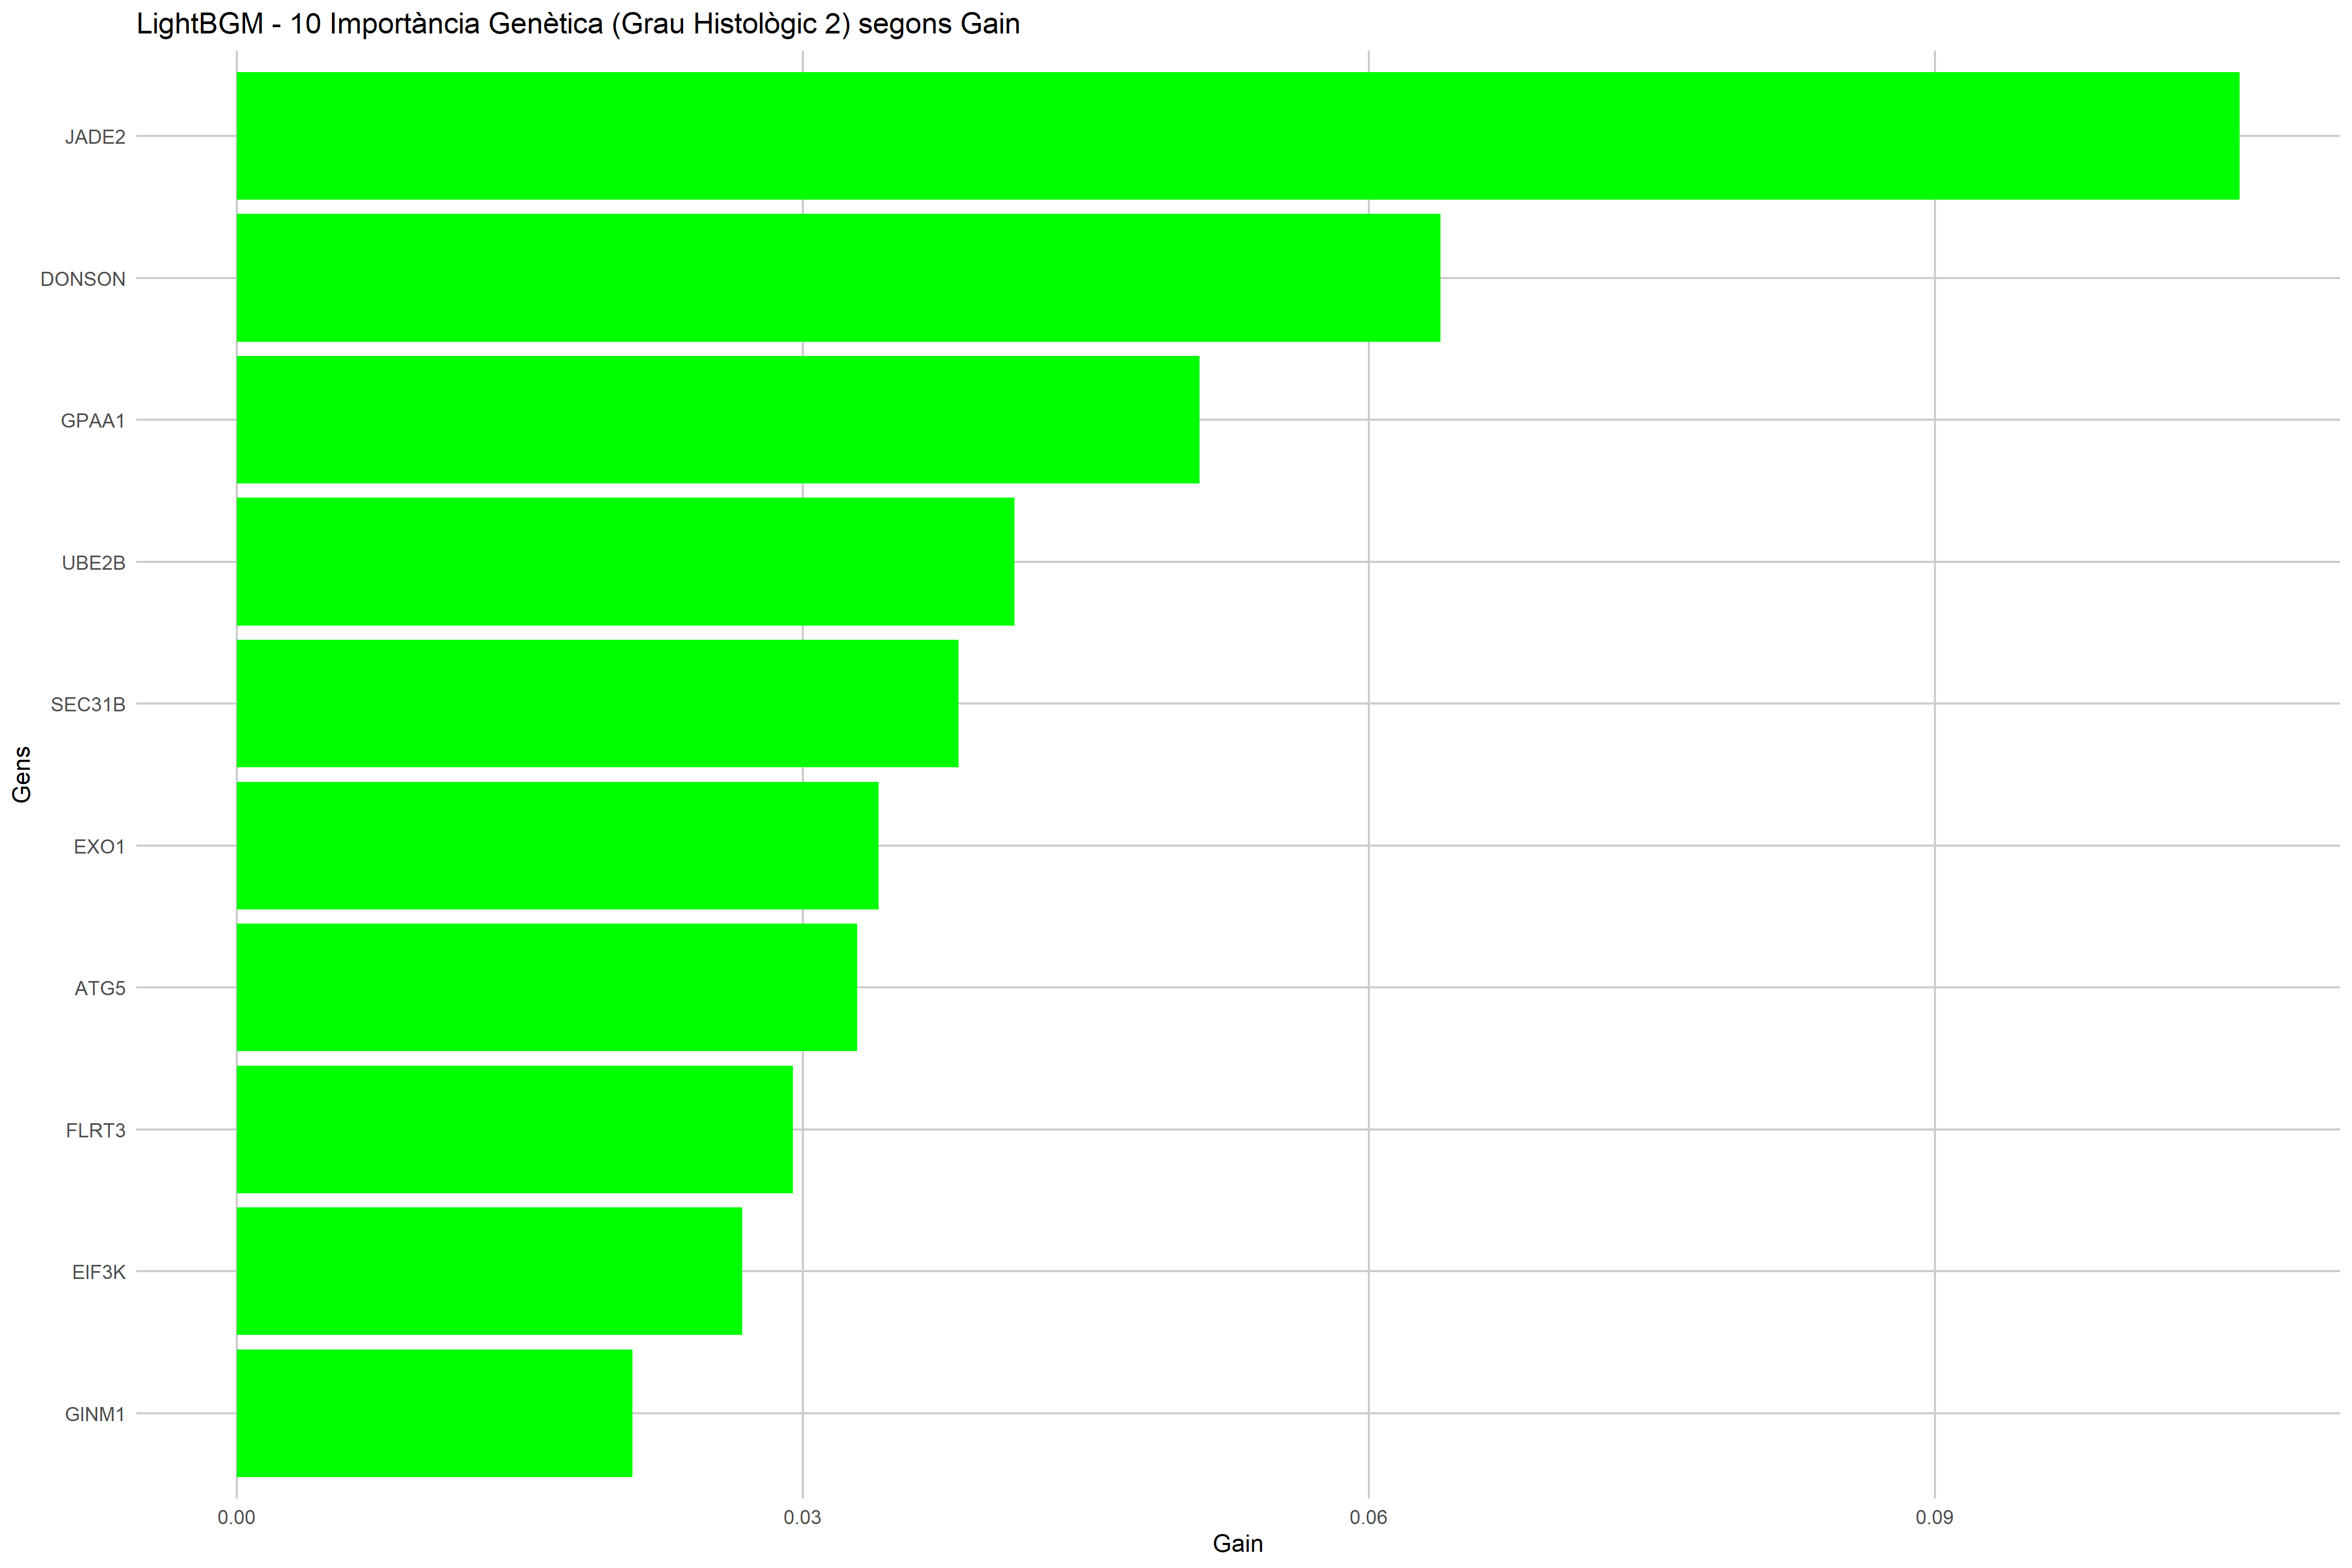 LightBGM - 10 Importància Genètica (Grau Histològic 2) segons Gain
JADE2
DONSON
GPAA1
UBE2B
SEC31B
EXO1
ATG5
FLRT3
EIF3K
GINM1
Gens
0.00 0.03 0.06 0.09
Gain